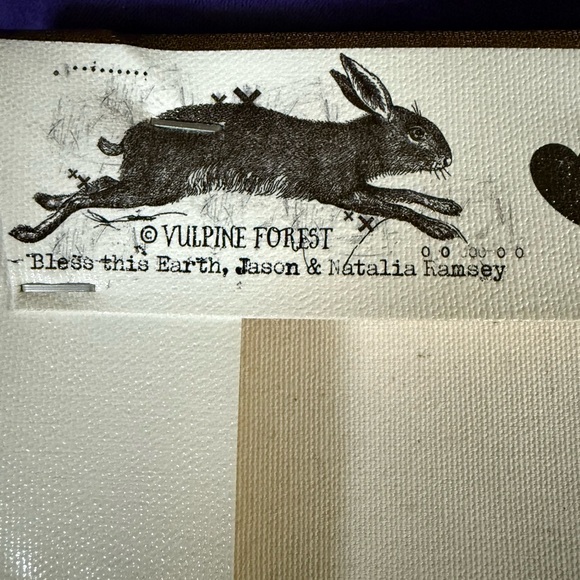 © VULPINE FOREST
Bless this Earth, Jason & Natalia Ramsey